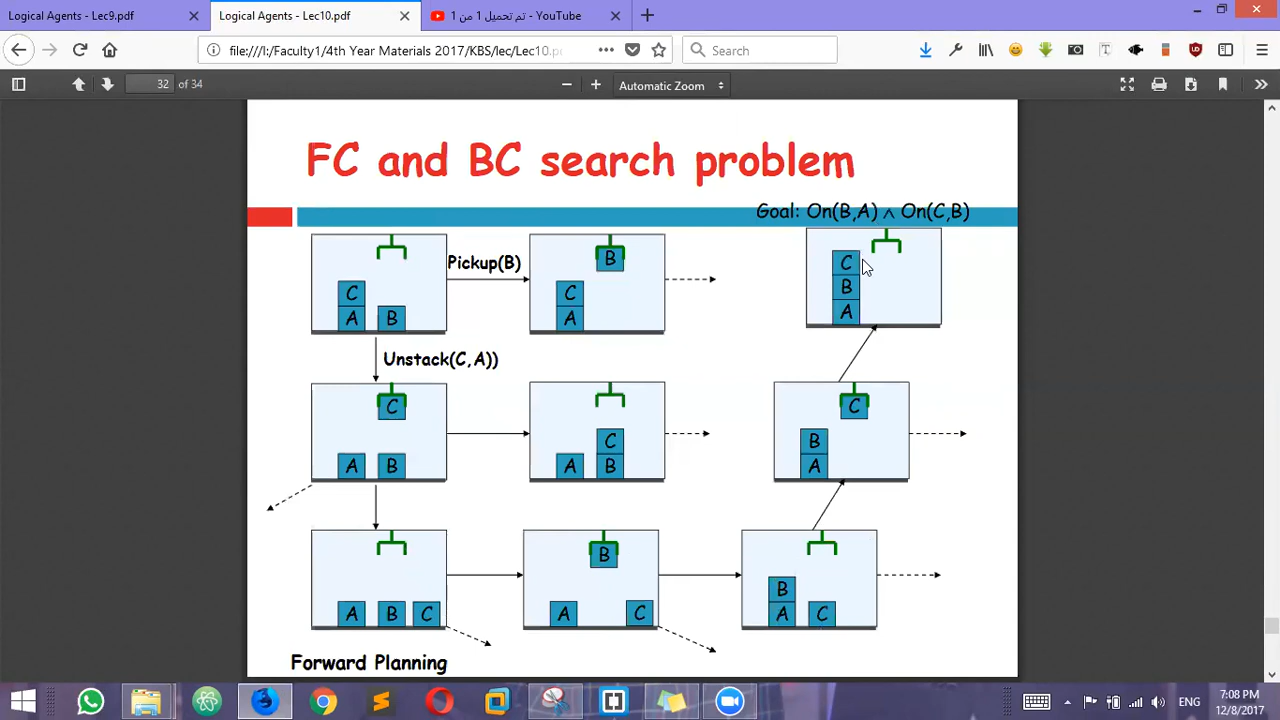 Logical Agents - Lec9.pdf
Logical Agents - Lec10.pdf
تم تحميل 1 من 1 - YouTube
file:///I:/Faculty1/4th Year Materials 2017/KBS/lec/Lec10.p
Search
32 of 34
Automatic Zoom
FC and BC search problem
Goal: On(B,A) ∧ On(C,B)
Pickup(B)
B
C
A
B
C
A
C
B
A
Unstack(C,A))
C
A
B
C
B
A
C
B
A
B
C
A
B
A
C
B
A
C
Forward Planning
ENG
7:08 PM
12/8/2017